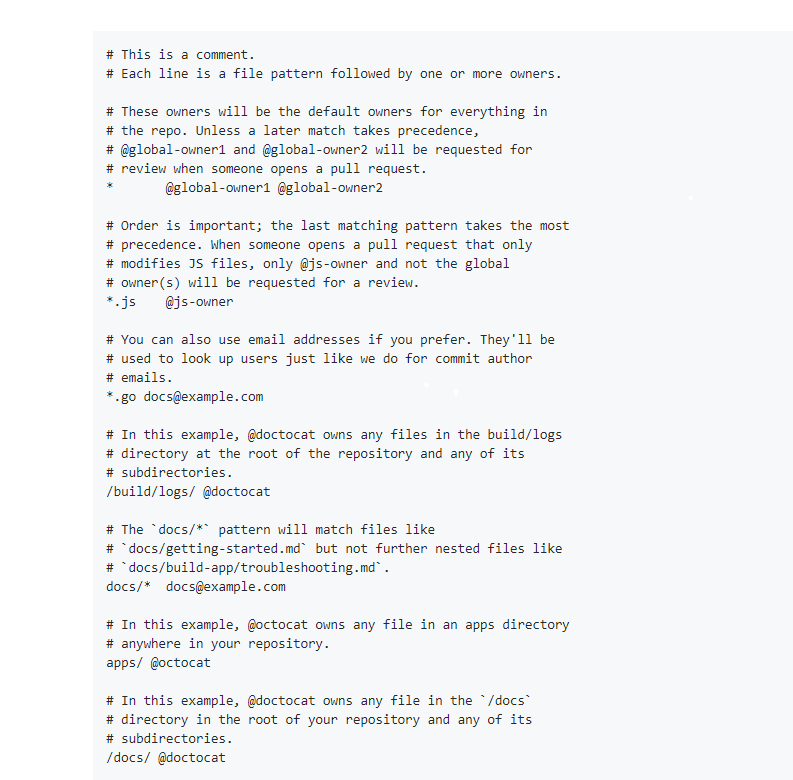 # This is a comment.
# Each line is a file pattern followed by one or more owners.

# These owners will be the default owners for everything in
# the repo. Unless a later match takes precedence,
# @global-owner1 and @global-owner2 will be requested for
# review when someone opens a pull request.
*       @global-owner1 @global-owner2

# Order is important; the last matching pattern takes the most
# precedence. When someone opens a pull request that only
# modifies JS files, only @js-owner and not the global
# owner(s) will be requested for a review.
*.js    @js-owner

# You can also use email addresses if you prefer. They'll be
# used to look up users just like we do for commit author
# emails.
*.go docs@example.com

# In this example, @doctocat owns any files in the build/logs
# directory at the root of the repository and any of its
# subdirectories.
/build/logs/ @doctocat

# The `docs/*` pattern will match files like
# `docs/getting-started.md` but not further nested files like
# `docs/build-app/troubleshooting.md`.
docs/*  docs@example.com

# In this example, @octocat owns any file in an apps directory
# anywhere in your repository.
apps/ @octocat

# In this example, @doctocat owns any file in the `/docs`
# directory in the root of your repository and any of its
# subdirectories.
/docs/ @doctocat